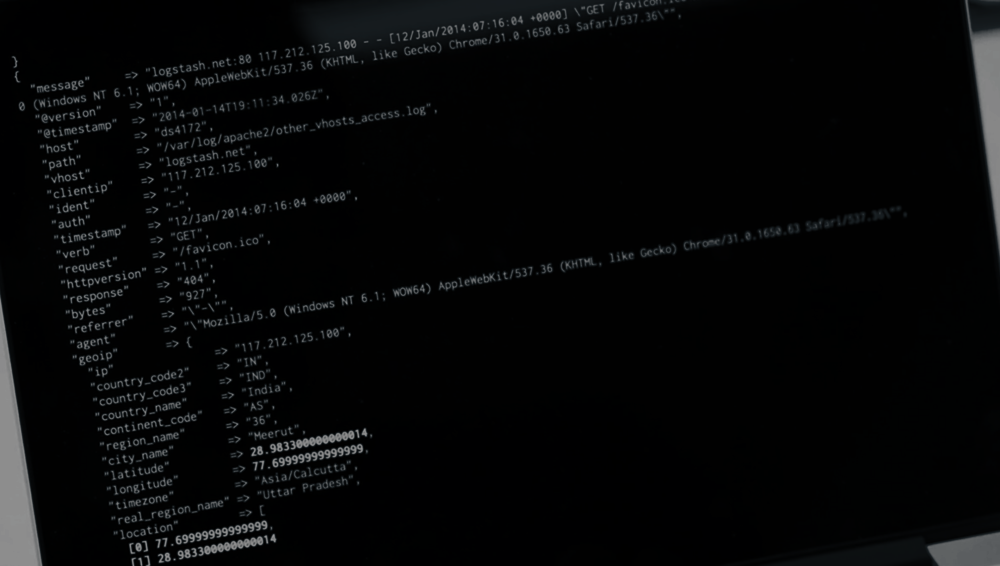 }
{
"message" => "logstash.net:80 117.212.125.100 - - [12/Jan/2014:07:16:04 +0000] \"GET /favicon.ico
0 (Windows NT 6.1; WOW64) AppleWebKit/537.36 (KHTML, like Gecko) Chrome/31.0.1650.63 Safari/537.36\"",
"@version" => "1",
"@timestamp" => "2014-01-14T19:11:34.026Z",
"host" => "ds4172",
"path" => "/var/log/apache2/other_vhosts_access.log",
"vhost" => "logstash.net",
"clientip" => "117.212.125.100",
"ident" => "-",
"auth" => "-",
"timestamp" => "12/Jan/2014:07:16:04 +0000",
"verb" => "GET",
"request" => "/favicon.ico",
"httpversion" => "1.1",
"response" => "404",
"bytes" => "927",
"referrer" => "\"-\"",
"agent" => "\"Mozilla/5.0 (Windows NT 6.1; WOW64) AppleWebKit/537.36 (KHTML, like Gecko) Chrome/31.0.1650.63 Safari/537.36\"",
"geoip" => {
"ip" => "117.212.125.100",
"country_code2" => "IN",
"country_code3" => "IND",
"country_name" => "India",
"continent_code" => "AS",
"region_name" => "36",
"city_name" => "Meerut",
"latitude" => 28.983300000000014,
"longitude" => 77.69999999999999,
"timezone" => "Asia/Calcutta",
"real_region_name" => "Uttar Pradesh",
"location" => [
[0] 77.69999999999999,
[1] 28.983300000000014